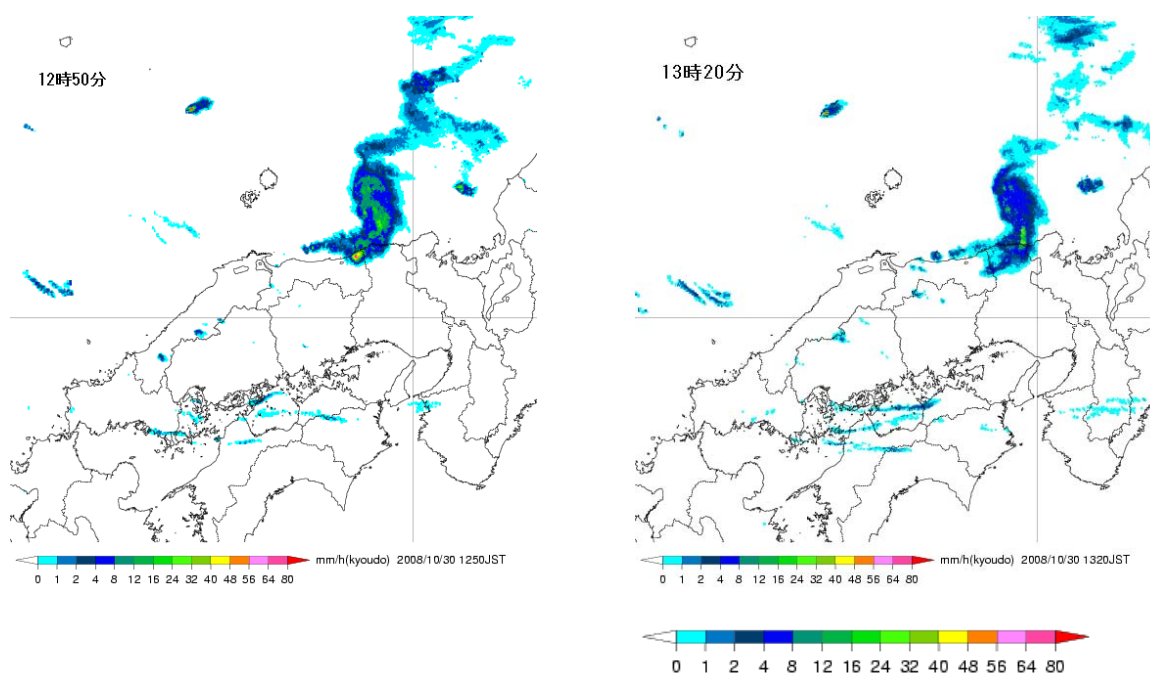 12時50分
0 1 2 4 8 12 16 24 32 40 48 56 64 80 mm/h(kyoudo) 2008/10/30 1250JST
13時20分
0 1 2 4 8 12 16 24 32 40 48 56 64 80 mm/h(kyoudo) 2008/10/30 1320JST
0 1 2 4 8 12 16 24 32 40 48 56 64 80